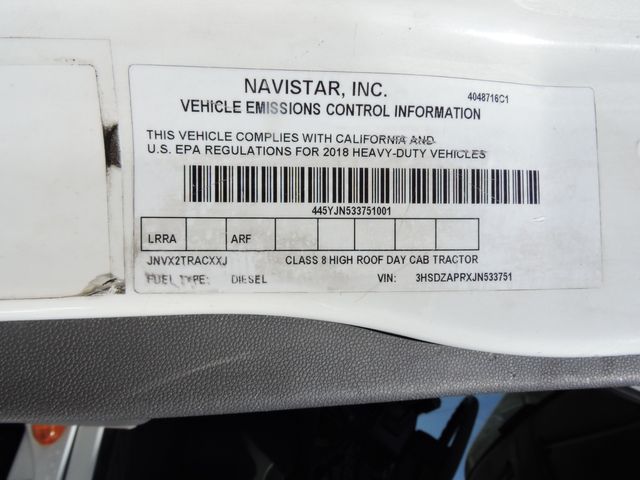 NAVISTAR, INC.
4048716C1
VEHICLE EMISSIONS CONTROL INFORMATION
THIS VEHICLE COMPLIES WITH CALIFORNIA AND
U.S. EPA REGULATIONS FOR 2018 HEAVY-DUTY VEHICLES
445YJN533751001
LRRA ARF
JNVX2TRACXXJ CLASS 8 HIGH ROOF DAY CAB TRACTOR
FUEL TYPE: DIESEL VIN: 3HSDZAPRXJN533751